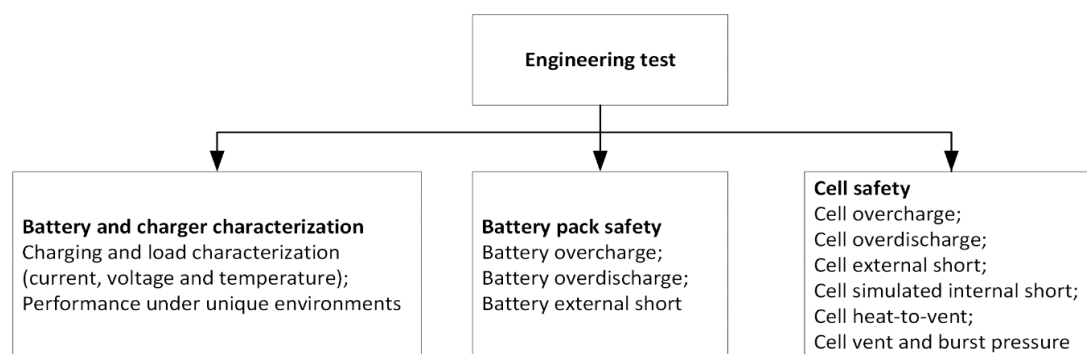 Engineering test
Battery and charger characterization
Charging and load characterization
(current, voltage and temperature);
Performance under unique environments
Battery pack safety
Battery overcharge;
Battery overdischarge;
Battery external short
Cell safety
Cell overcharge;
Cell overdischarge;
Cell external short;
Cell simulated internal short;
Cell heat-to-vent;
Cell vent and burst pressure